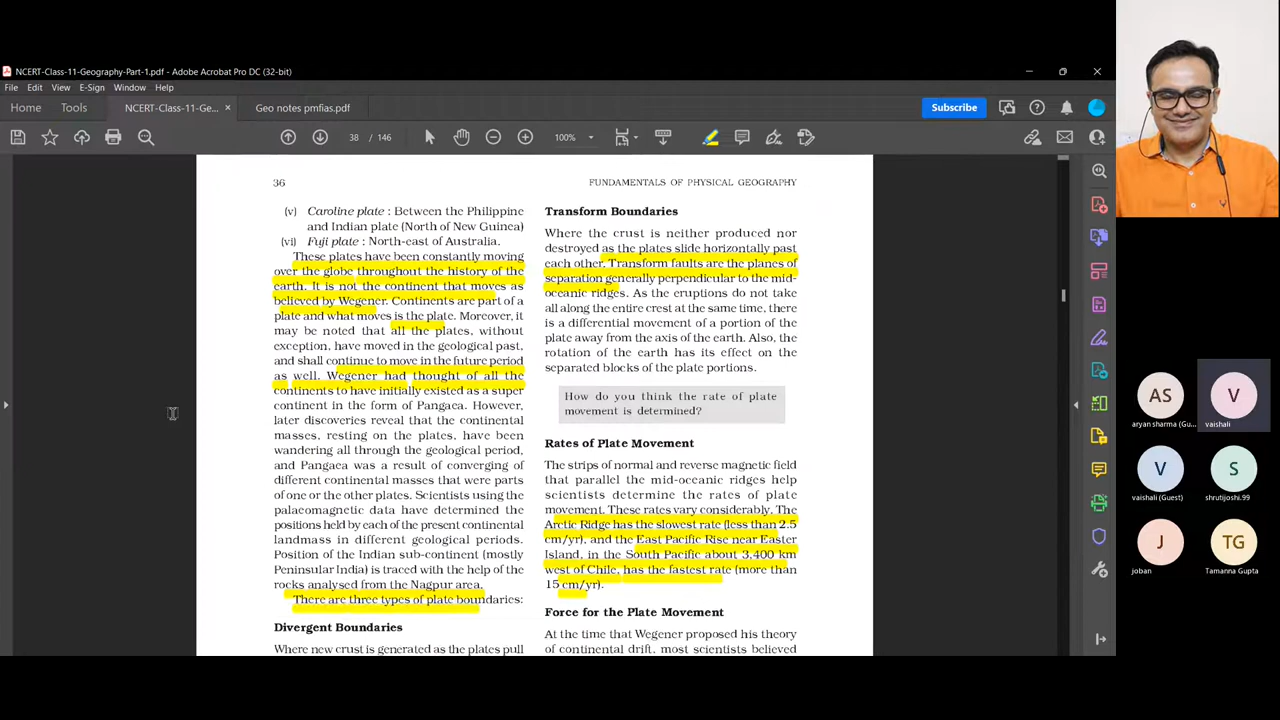 NCERT-Class-11-Geography-Part-1.pdf - Adobe Acrobat Pro DC (32-bit)
File Edit View E-Sign Window Help
Home Tools NCERT-Class-11-Ge... × Geo notes pmfias.pdf Subscribe
38 / 146 100%
36 FUNDAMENTALS OF PHYSICAL GEOGRAPHY
(v) Caroline plate : Between the Philippine
and Indian plate (North of New Guinea)
(vi) Fuji plate : North-east of Australia.
These plates have been constantly moving
over the globe throughout the history of the
earth. It is not the continent that moves as
believed by Wegener. Continents are part of a
plate and what moves is the plate. Moreover, it
may be noted that all the plates, without
exception, have moved in the geological past,
and shall continue to move in the future period
as well. Wegener had thought of all the
continents to have initially existed as a super
continent in the form of Pangaea. However,
later discoveries reveal that the continental
masses, resting on the plates, have been
wandering all through the geological period,
and Pangaea was a result of converging of
different continental masses that were parts
of one or the other plates. Scientists using the
palaeomagnetic data have determined the
positions held by each of the present continental
landmass in different geological periods.
Position of the Indian sub-continent (mostly
Peninsular India) is traced with the help of the
rocks analysed from the Nagpur area.
There are three types of plate boundaries:
Divergent Boundaries
Where new crust is generated as the plates pull
Transform Boundaries
Where the crust is neither produced nor
destroyed as the plates slide horizontally past
each other. Transform faults are the planes of
separation generally perpendicular to the mid-
oceanic ridges. As the eruptions do not take
all along the entire crest at the same time, there
is a differential movement of a portion of the
plate away from the axis of the earth. Also, the
rotation of the earth has its effect on the
separated blocks of the plate portions.
How do you think the rate of plate
movement is determined?
Rates of Plate Movement
The strips of normal and reverse magnetic field
that parallel the mid-oceanic ridges help
scientists determine the rates of plate
movement. These rates vary considerably. The
Arctic Ridge has the slowest rate (less than 2.5
cm/yr), and the East Pacific Rise near Easter
Island, in the South Pacific about 3,400 km
west of Chile, has the fastest rate (more than
15 cm/yr).
Force for the Plate Movement
At the time that Wegener proposed his theory
of continental drift, most scientists believed
AS V
aryan sharma (Gu... vaishali
V S
vaishali (Guest) shrutijoshi.99
J TG
joban Tamanna Gupta